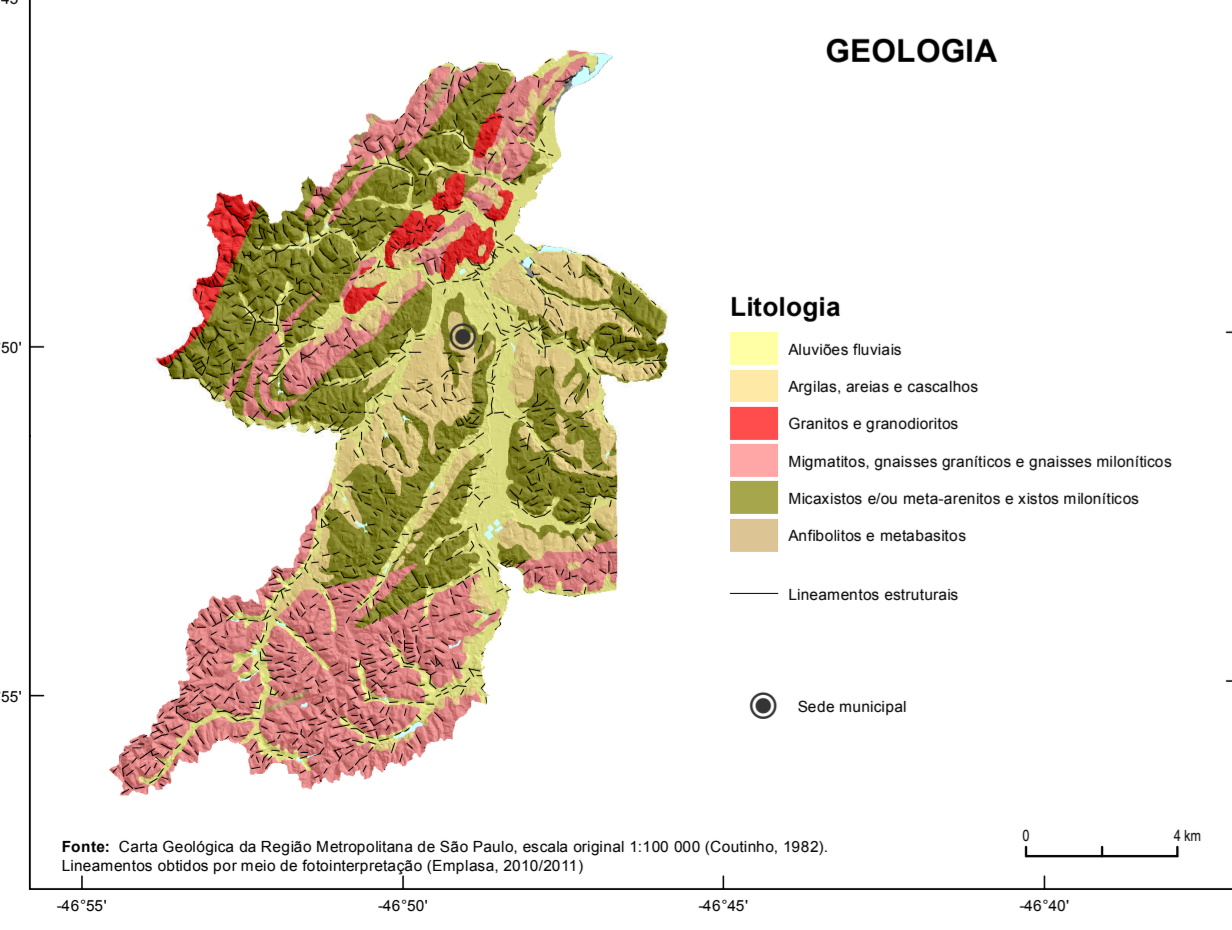 45'
GEOLOGIA
Litologia
50'
Aluviões fluviais
Argilas, areias e cascalhos
Granitos e granodioritos
Migmatitos, gnaisses graníticos e gnaisses miloníticos
Micaxistos e/ou meta-arenitos e xistos miloníticos
Anfibolitos e metabasitos
Lineamentos estruturais
55'
Sede municipal
0 4 km
Fonte: Carta Geológica da Região Metropolitana de São Paulo, escala original 1:100 000 (Coutinho, 1982).
Lineamentos obtidos por meio de fotointerpretação (Emplasa, 2010/2011)
-46°55' -46°50' -46°45' -46°40'